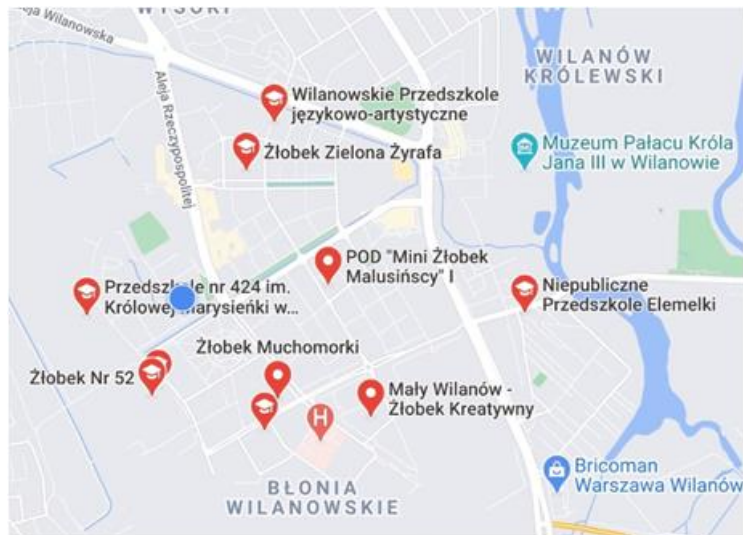 WYSOKI
Aleja Wilanowska
Aleja Rzeczypospolitej
WILANÓW
KRÓLEWSKI
Wilanowskie Przedszkole
językowo-artystyczne
Żłobek Zielona Żyrafa
Muzeum Pałacu Króla
Jana III w Wilanowie
POD "Mini Żłobek
Malusińscy" I
Przedszkole nr 424 im.
Królowej Marysieńki w...
Niepubliczne
Przedszkole Elemelki
Żłobek Muchomorki
Żłobek Nr 52
Mały Wilanów -
Żłobek Kreatywny
H
BŁONIA
WILANOWSKIE
Bricoman
Warszawa Wilanów